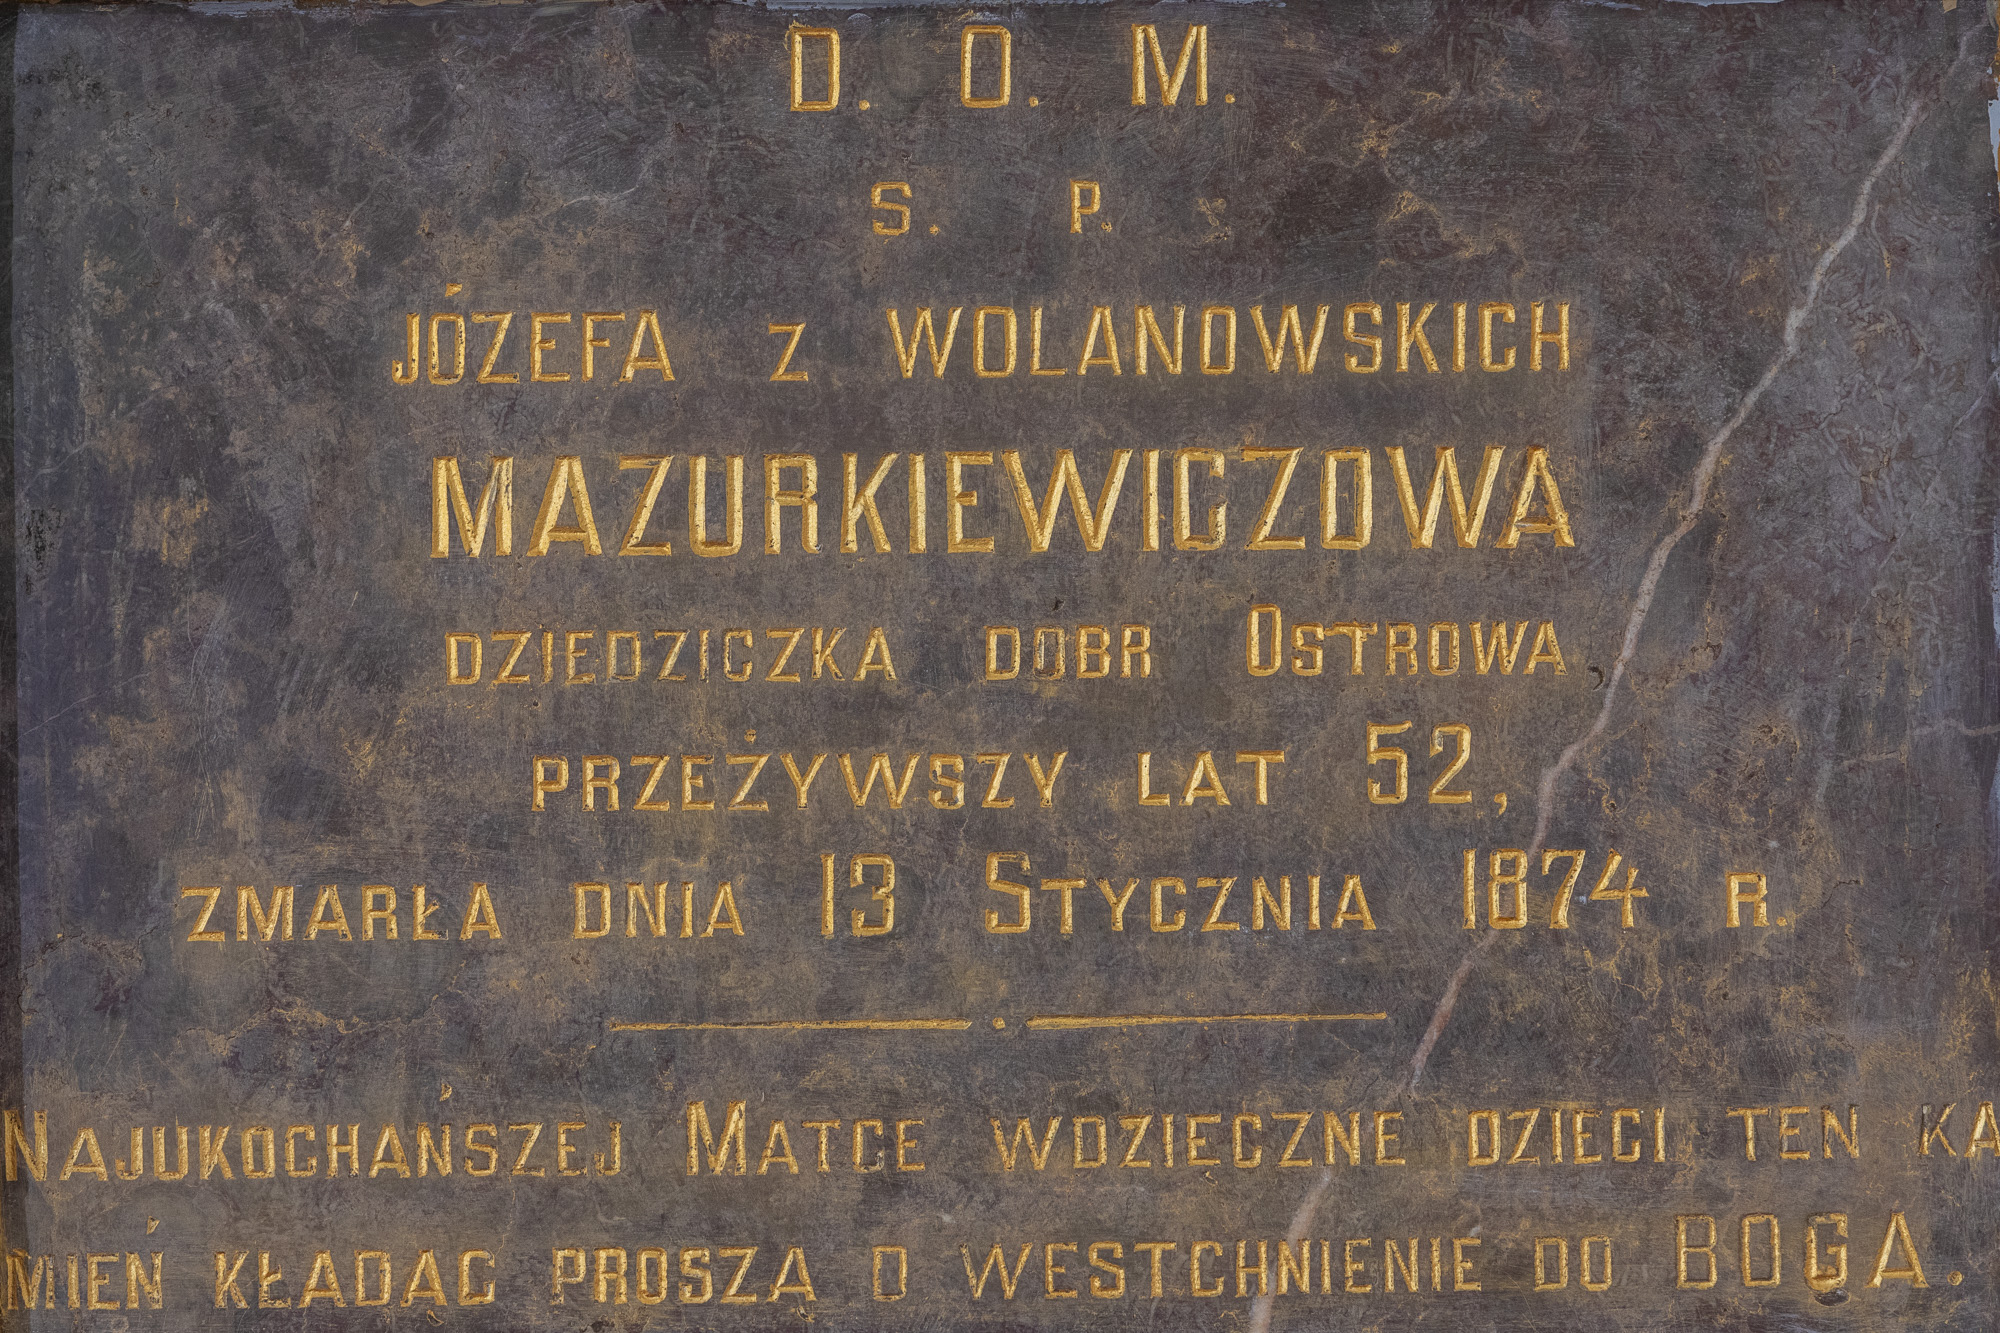 D. O. M.
S. P.
JÓZEFA z WOLANOWSKICH
MAZURKIEWICZOWA
DZIEDZICZKA DOBR OSTROWA
PRZEŻYWSZY LAT 52,
ZMARŁA DNIA 13 STYCZNIA 1874 R.
NAJUKOCHAŃSZEJ MATCE WDZIĘCZNE DZIECI TEN KA
MIEŃ KŁADĄC PROSZĄ O WESTCHNIENIE DO BOGA.